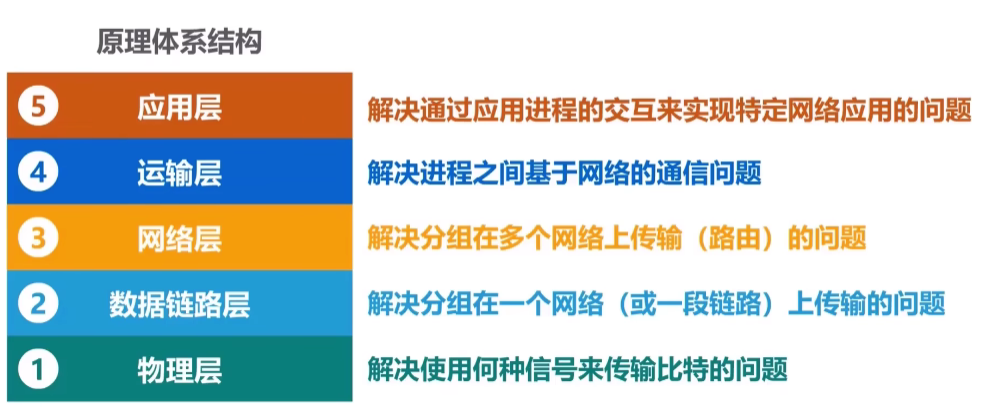 原理体系结构
5 应用层 解决通过应用进程的交互来实现特定网络应用的问题
4 运输层 解决进程之间基于网络的通信问题
3 网络层 解决分组在多个网络上传输（路由）的问题
2 数据链路层 解决分组在一个网络（或一段链路）上传输的问题
1 物理层 解决使用何种信号来传输比特的问题